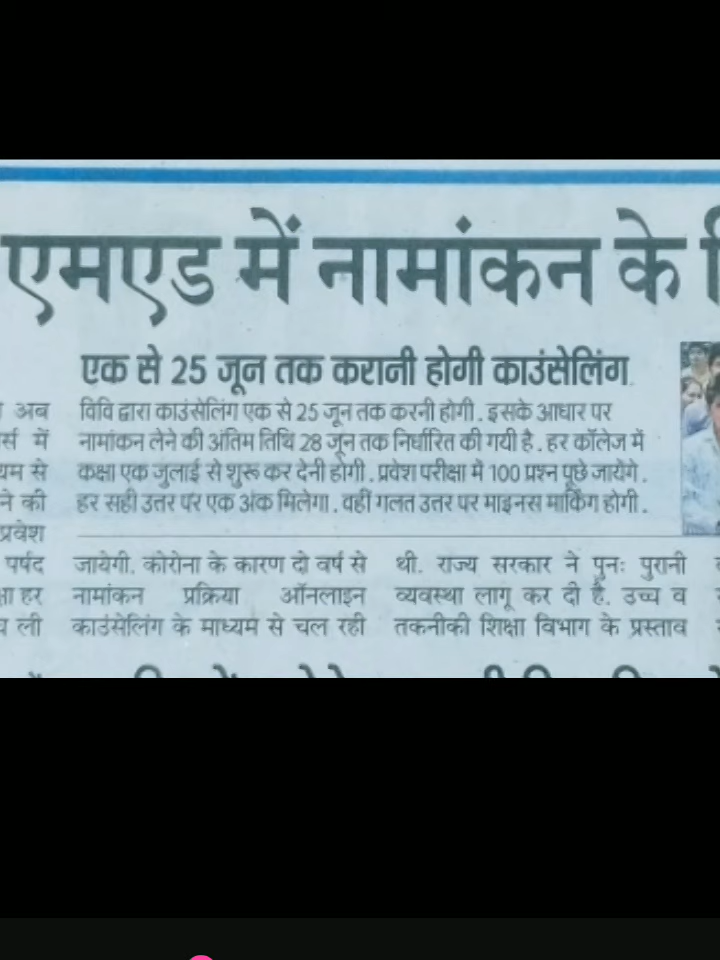 एमएड में नामांकन के
एक से 25 जून तक करानी होगी काउंसेलिंग
विवि द्वारा काउंसेलिंग एक से 25 जून तक करनी होगी. इसके आधार पर
नामांकन लेने की अंतिम तिथि 28 जून तक निर्धारित की गयी है. हर कॉलेज में
कक्षा एक जुलाई से शुरू कर देनी होगी. प्रवेश परीक्षा में 100 प्रश्न पूछे जायेंगे.
हर सही उत्तर पर एक अंक मिलेगा. वहीं गलत उत्तर पर माइनस मार्किंग होगी.
अब
में
से
की
प्रवेश
पर्षद
हर
ली
जायेगी. कोरोना के कारण दो वर्ष से
नामांकन प्रक्रिया ऑनलाइन
काउंसेलिंग के माध्यम से चल रही
थी. राज्य सरकार ने पुनः पुरानी
व्यवस्था लागू कर दी है. उच्च व
तकनीकी शिक्षा विभाग के प्रस्ताव